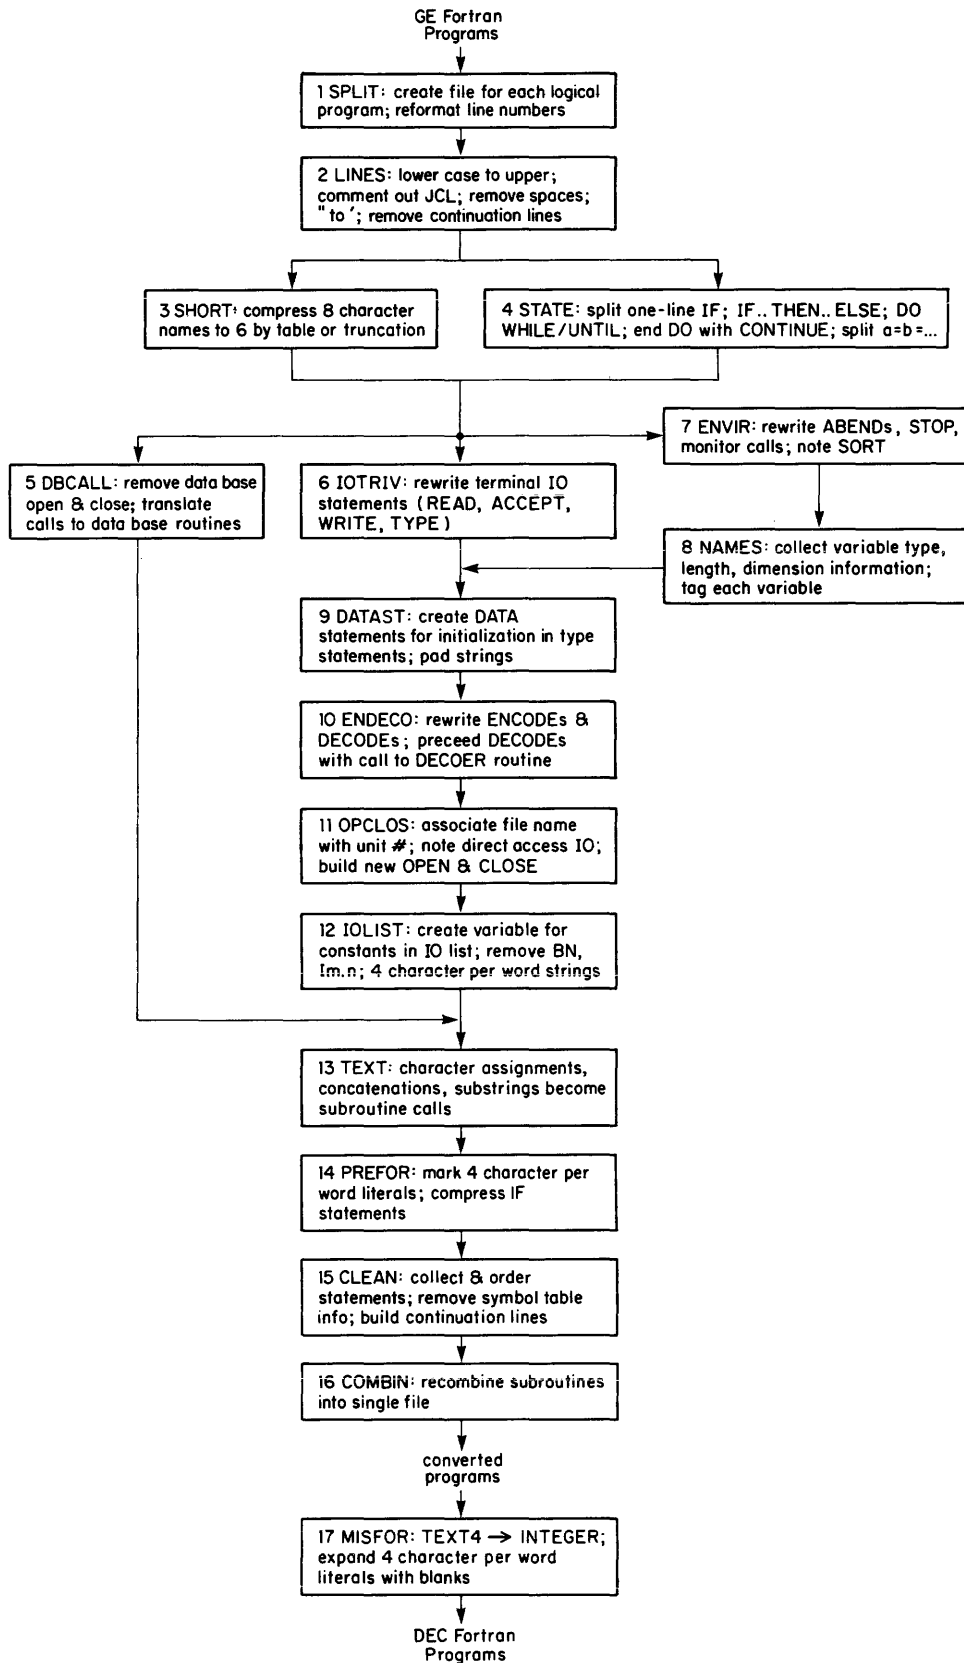 GE Fortran
Programs
1 SPLIT: create file for each logical
program; reformat line numbers
2 LINES: lower case to upper;
comment out JCL; remove spaces;
" to '; remove continuation lines
3 SHORT: compress 8 character
names to 6 by table or truncation
4 STATE: split one-line IF; IF..THEN..ELSE; DO
WHILE/UNTIL; end DO with CONTINUE; split a=b=...
7 ENVIR: rewrite ABENDs, STOP,
monitor calls; note SORT
5 DBCALL: remove data base
open & close; translate
calls to data base routines
6 IOTRIV: rewrite terminal IO
statements (READ, ACCEPT,
WRITE, TYPE)
8 NAMES: collect variable type,
length, dimension information;
tag each variable
9 DATAST: create DATA
statements for initialization in type
statements; pad strings
10 ENDECO: rewrite ENCODEs &
DECODEs; preceed DECODEs
with call to DECOER routine
11 OPCLOS: associate file name
with unit #; note direct access IO;
build new OPEN & CLOSE
12 IOLIST: create variable for
constants in IO list; remove BN,
Im.n; 4 character per word strings
13 TEXT: character assignments,
concatenations, substrings become
subroutine calls
14 PREFOR: mark 4 character per
word literals; compress IF
statements
15 CLEAN: collect & order
statements; remove symbol table
info; build continuation lines
16 COMBIN: recombine subroutines
into single file
converted
programs
17 MISFOR: TEXT4 → INTEGER;
expand 4 character per word
literals with blanks
DEC Fortran
Programs